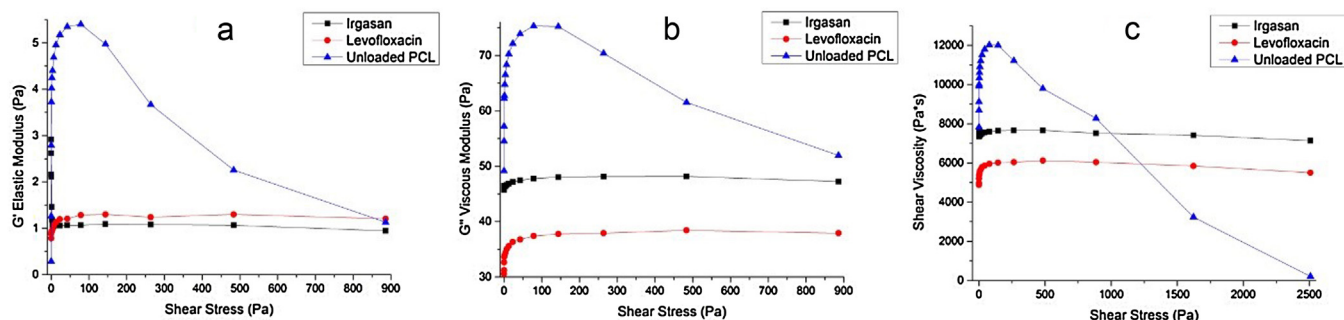 a
Irgasan
Levofloxacin
Unloaded PCL
G' Elastic Modulus (Pa)
5
4
3
2
1
0
0 100 200 300 400 500 600 700 800 900
Shear Stress (Pa)
b
Irgasan
Levofloxacin
Unloaded PCL
G'' Viscous Modulus (Pa)
70
60
50
40
30
0 100 200 300 400 500 600 700 800 900
Shear Stress (Pa)
c
Irgasan
Levofloxacin
Unloaded PCL
Shear Viscosity (Pa*s)
12000
10000
8000
6000
4000
2000
0
0 500 1000 1500 2000 2500
Shear Stress (Pa)